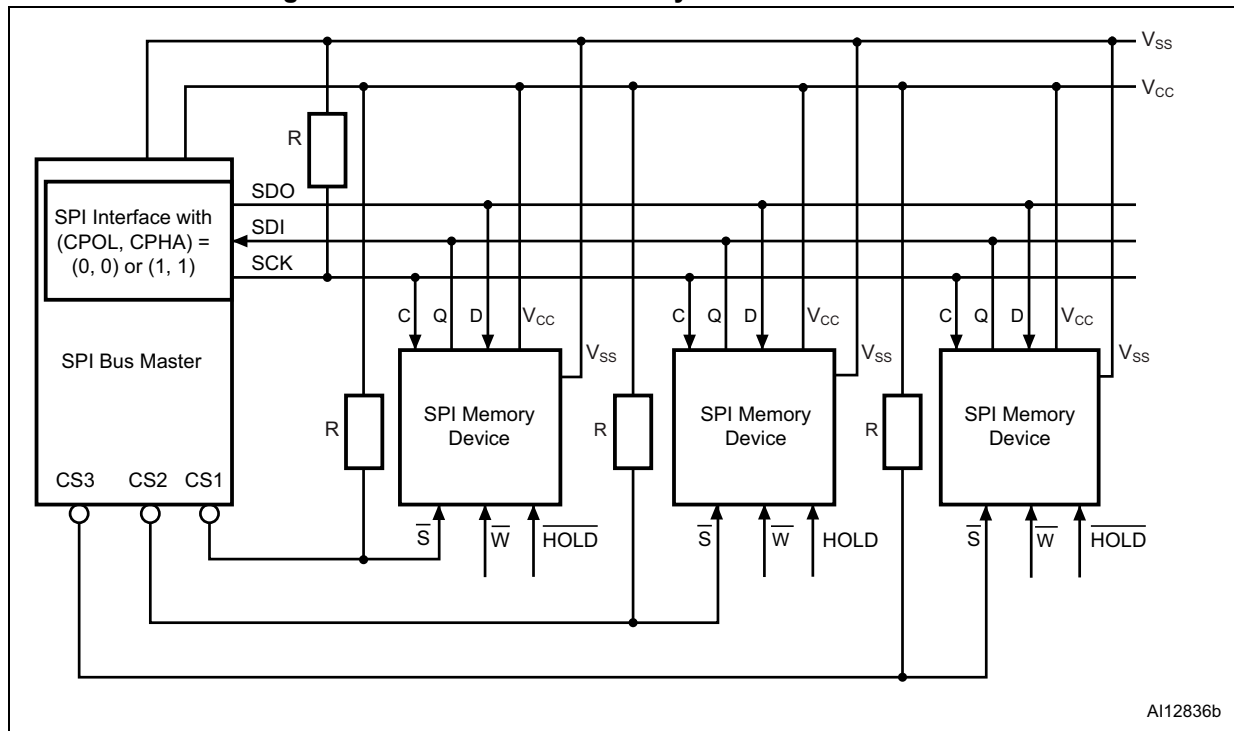 VSS
VCC
R
SDO
SPI Interface with
(CPOL, CPHA) =
(0, 0) or (1, 1)
SDI
SCK
SPI Bus Master
C Q D VCC
VSS
C Q D VCC
VSS
C Q D VCC
VSS
R
SPI Memory
Device
R
SPI Memory
Device
R
SPI Memory
Device
CS3 CS2 CS1
S̅ W̅ H̅O̅L̅D̅
S̅ W̅ HOLD
S̅ W̅ H̅O̅L̅D̅
AI12836b